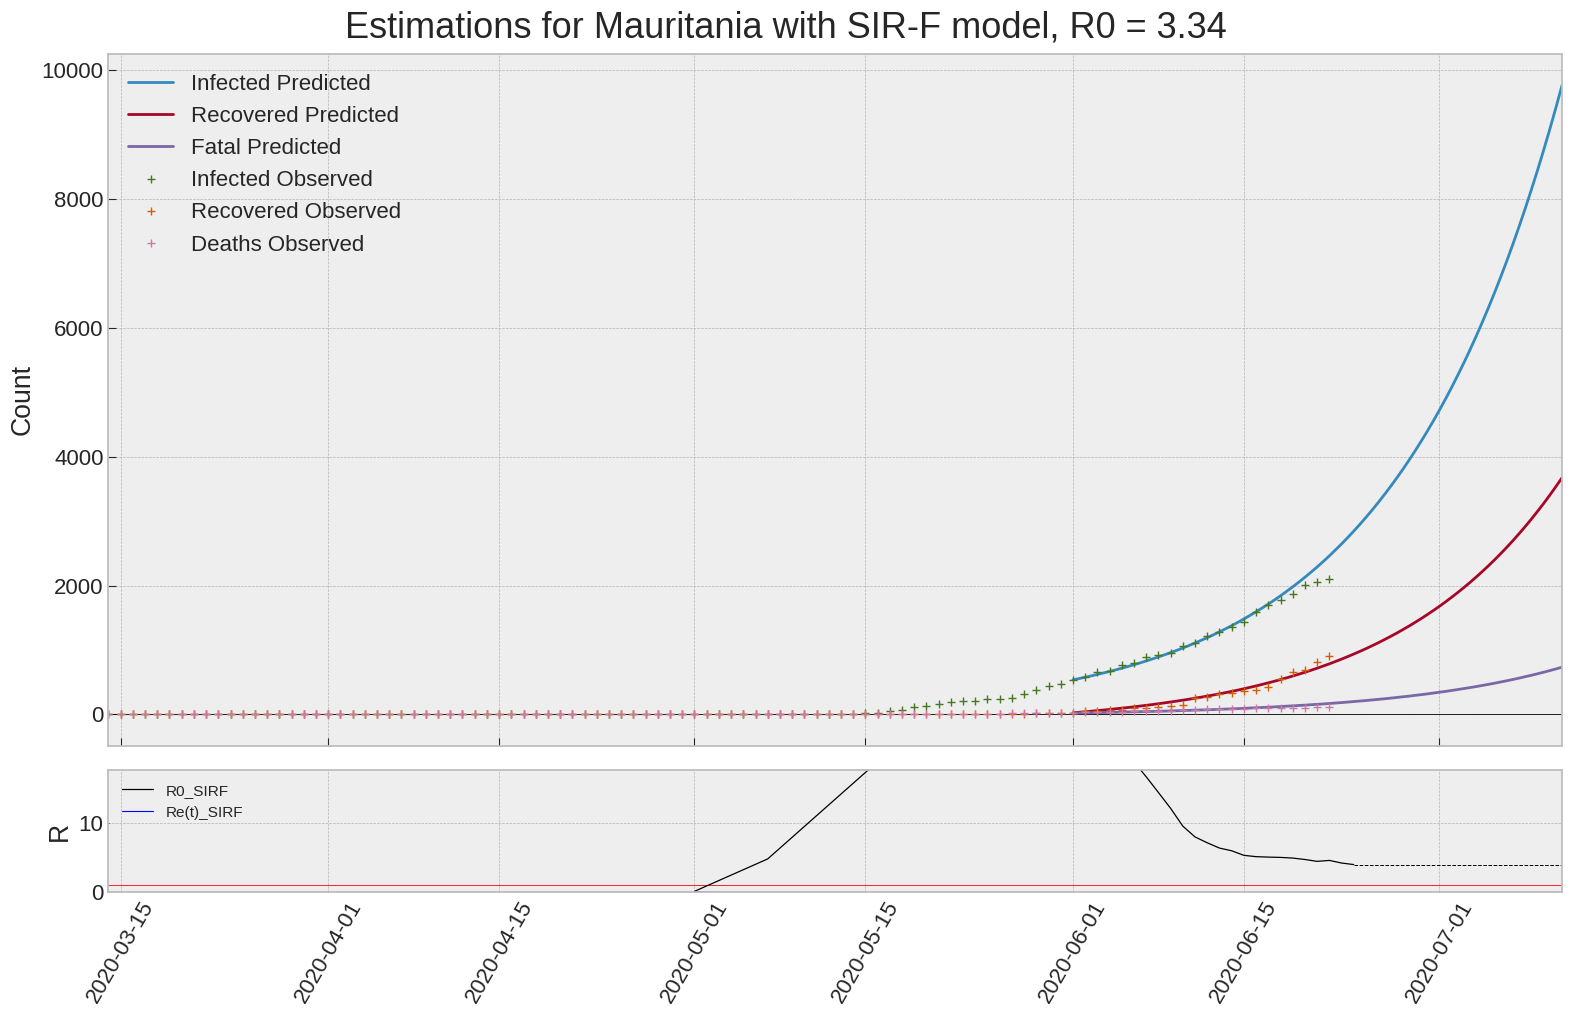 Estimations for Mauritania with SIR-F model, R0 = 3.34
10000
8000
6000
4000
2000
0
Count
Infected Predicted
Recovered Predicted
Fatal Predicted
Infected Observed
Recovered Observed
Deaths Observed
R0_SIRF
Re(t)_SIRF
R
10
0
2020-03-15
2020-04-01
2020-04-15
2020-05-01
2020-05-15
2020-06-01
2020-06-15
2020-07-01